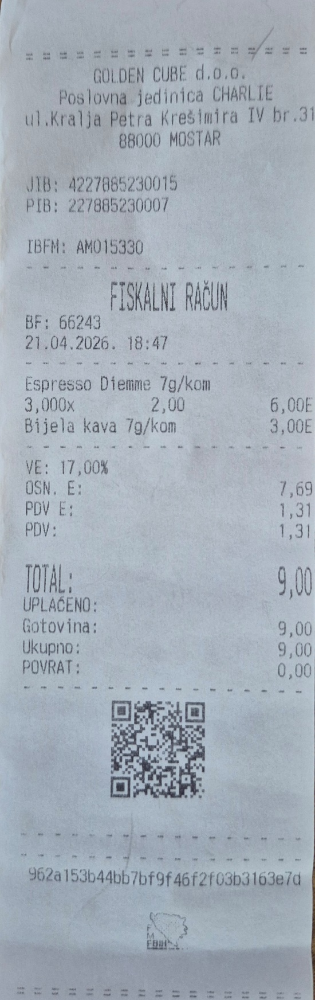 GOLDEN CUBE d.o.o.
Poslovna jedinica CHARLIE
ul.Kralja Petra Krešimira IV br.31
88000 MOSTAR
JIB: 4227885230015
PIB: 227885230007
IBFM: AM015330
FISKALNI RAČUN
BF: 66243
21.04.2026. 18:47
Espresso Diemme 7g/kom
3,000x 2,00 6,00E
Bijela kava 7g/kom 3,00E
VE: 17,00%
OSN. E: 7,69
PDV E: 1,31
PDV: 1,31
TOTAL: 9,00
UPLAĆENO:
Gotovina: 9,00
Ukupno: 9,00
POVRAT: 0,00
962a153b44bb7bf9f46f2f03b3163e7d
F
M
FBIH